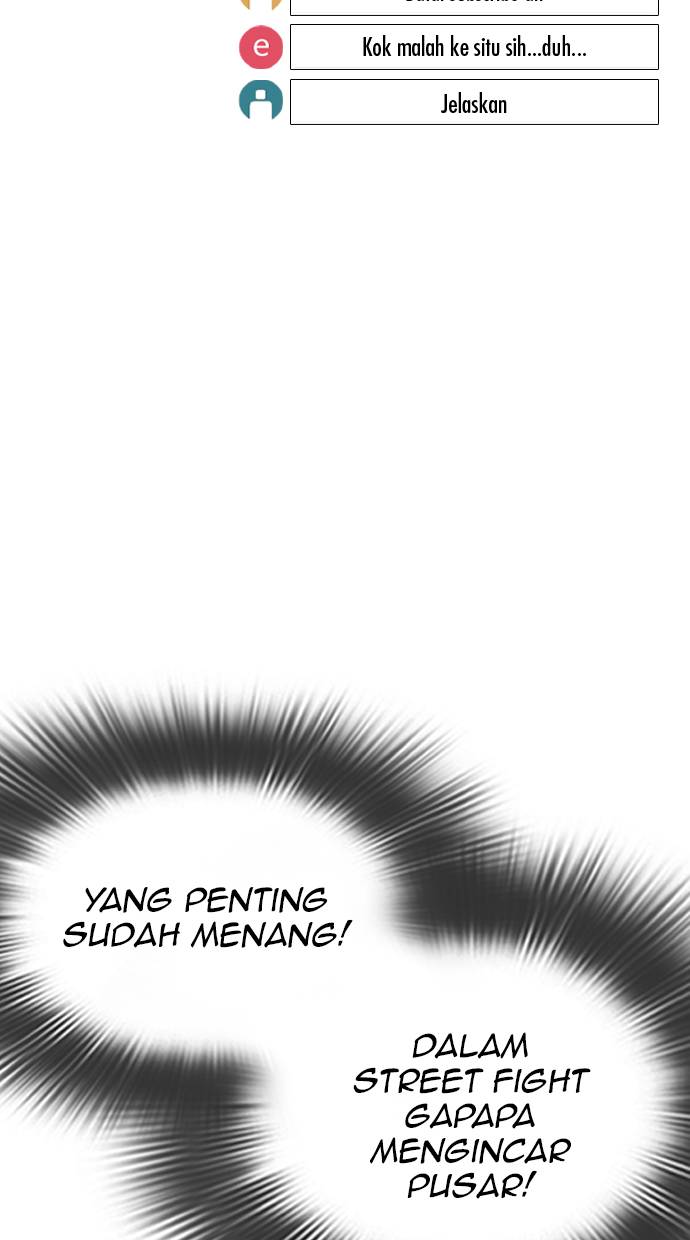 e
Kok malah ke situ sih...duh...
Jelaskan
YANG PENTING
SUDAH MENANG!
DALAM
STREET FIGHT
GAPAPA
MENGINCAR
PUSAR!